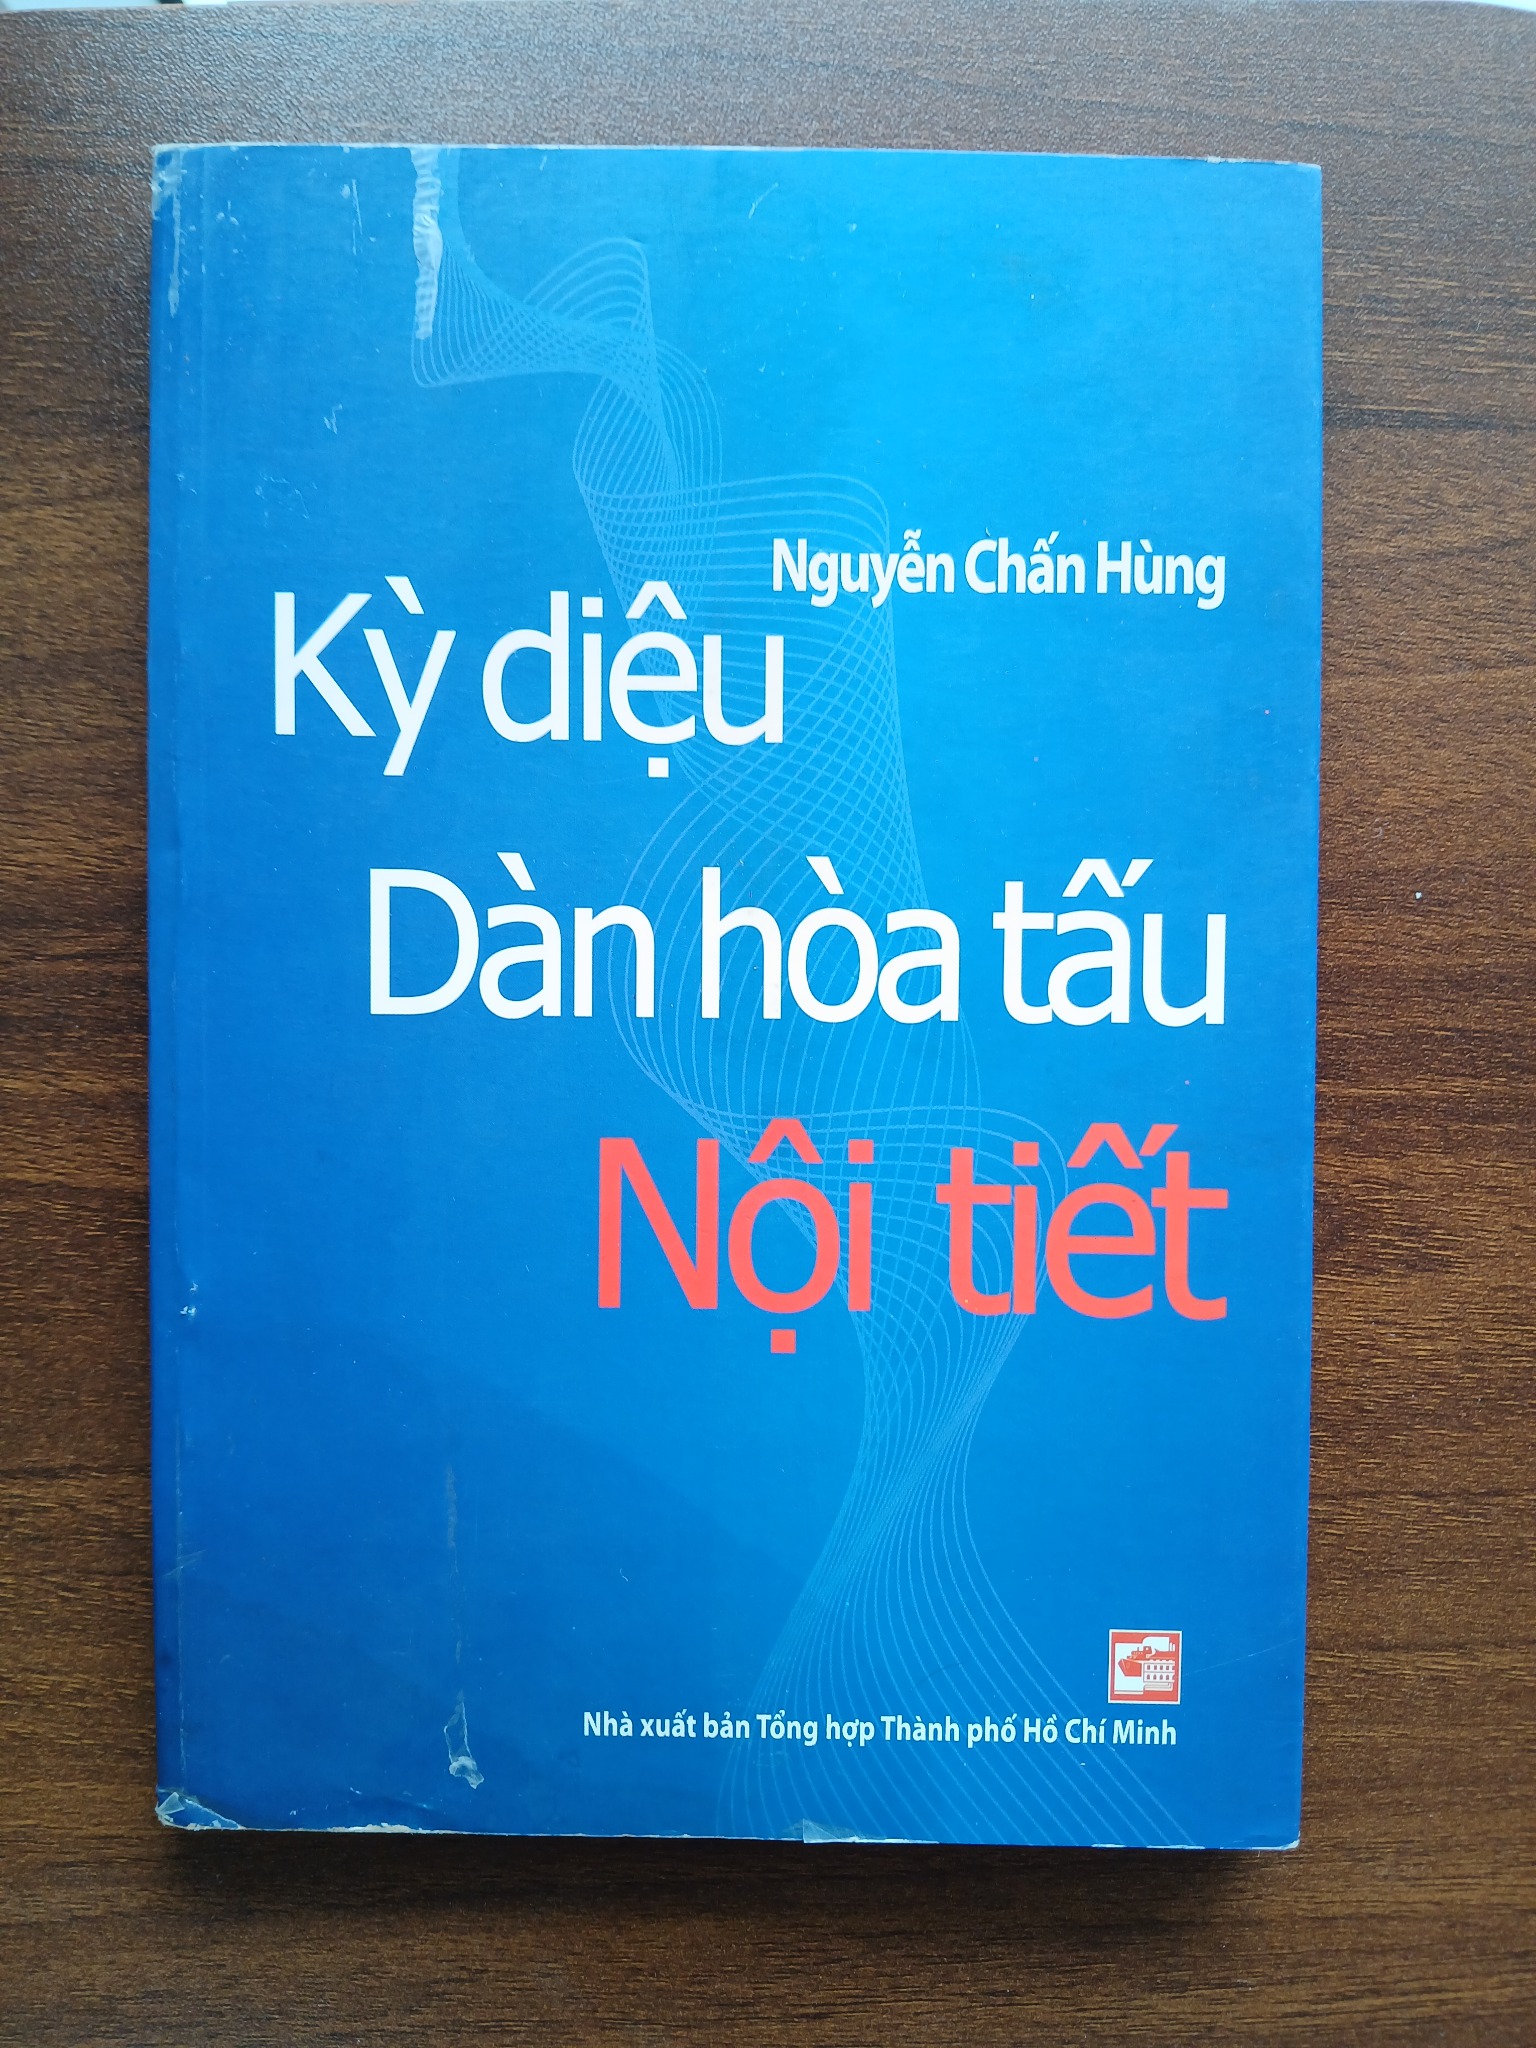 Nguyễn Chấn Hùng
Kỳ diệu
Dàn hòa tấu
Nội tiết
Nhà xuất bản Tổng hợp Thành phố Hồ Chí Minh